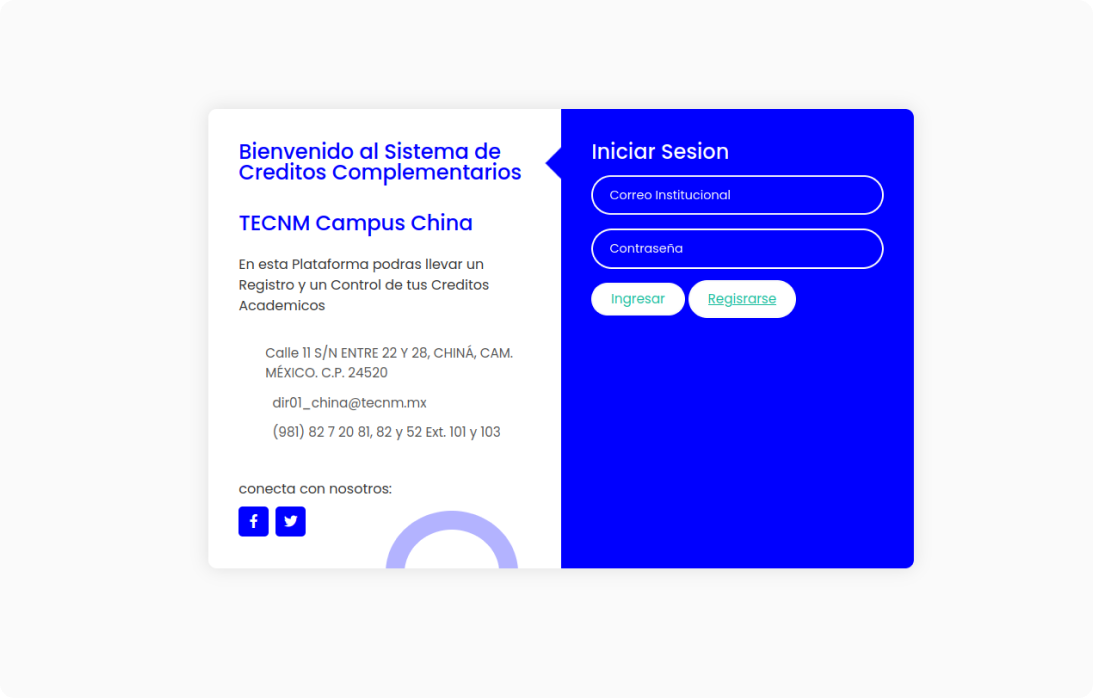 Bienvenido al Sistema de
Creditos Complementarios
TECNM Campus China
En esta Plataforma podras llevar un
Registro y un Control de tus Creditos
Academicos
Calle 11 S/N ENTRE 22 Y 28, CHINÁ, CAM.
MÉXICO. C.P. 24520
dir01_china@tecnm.mx
(981) 82 7 20 81, 82 y 52 Ext. 101 y 103
conecta con nosotros:
Iniciar Sesion
Correo Institucional
Contraseña
Ingresar
Regisrarse